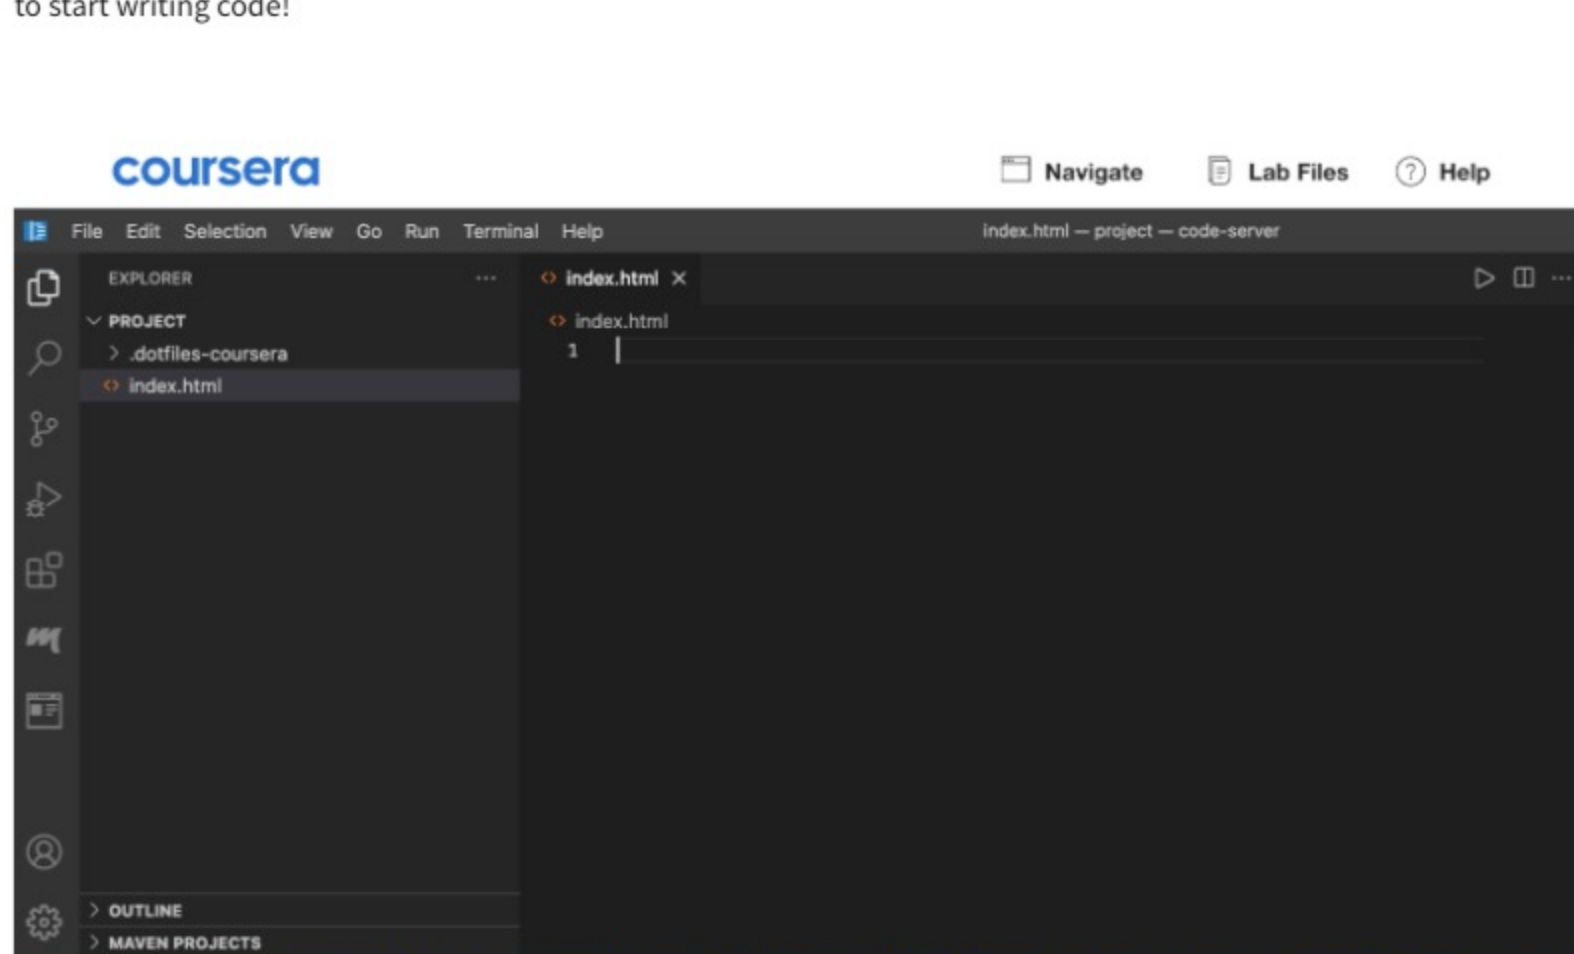 to start writing code!
coursera
Navigate Lab Files Help
File Edit Selection View Go Run Terminal Help index.html — project — code-server
EXPLORER ··· index.html ···
PROJECT index.html
.dotfiles-coursera 1
index.html
OUTLINE
MAVEN PROJECTS